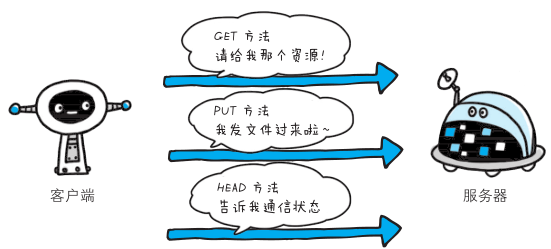 GET 方法
请给我那个资源!
PUT 方法
我发文件过来啦~
HEAD 方法
告诉我通信状态
客户端
服务器